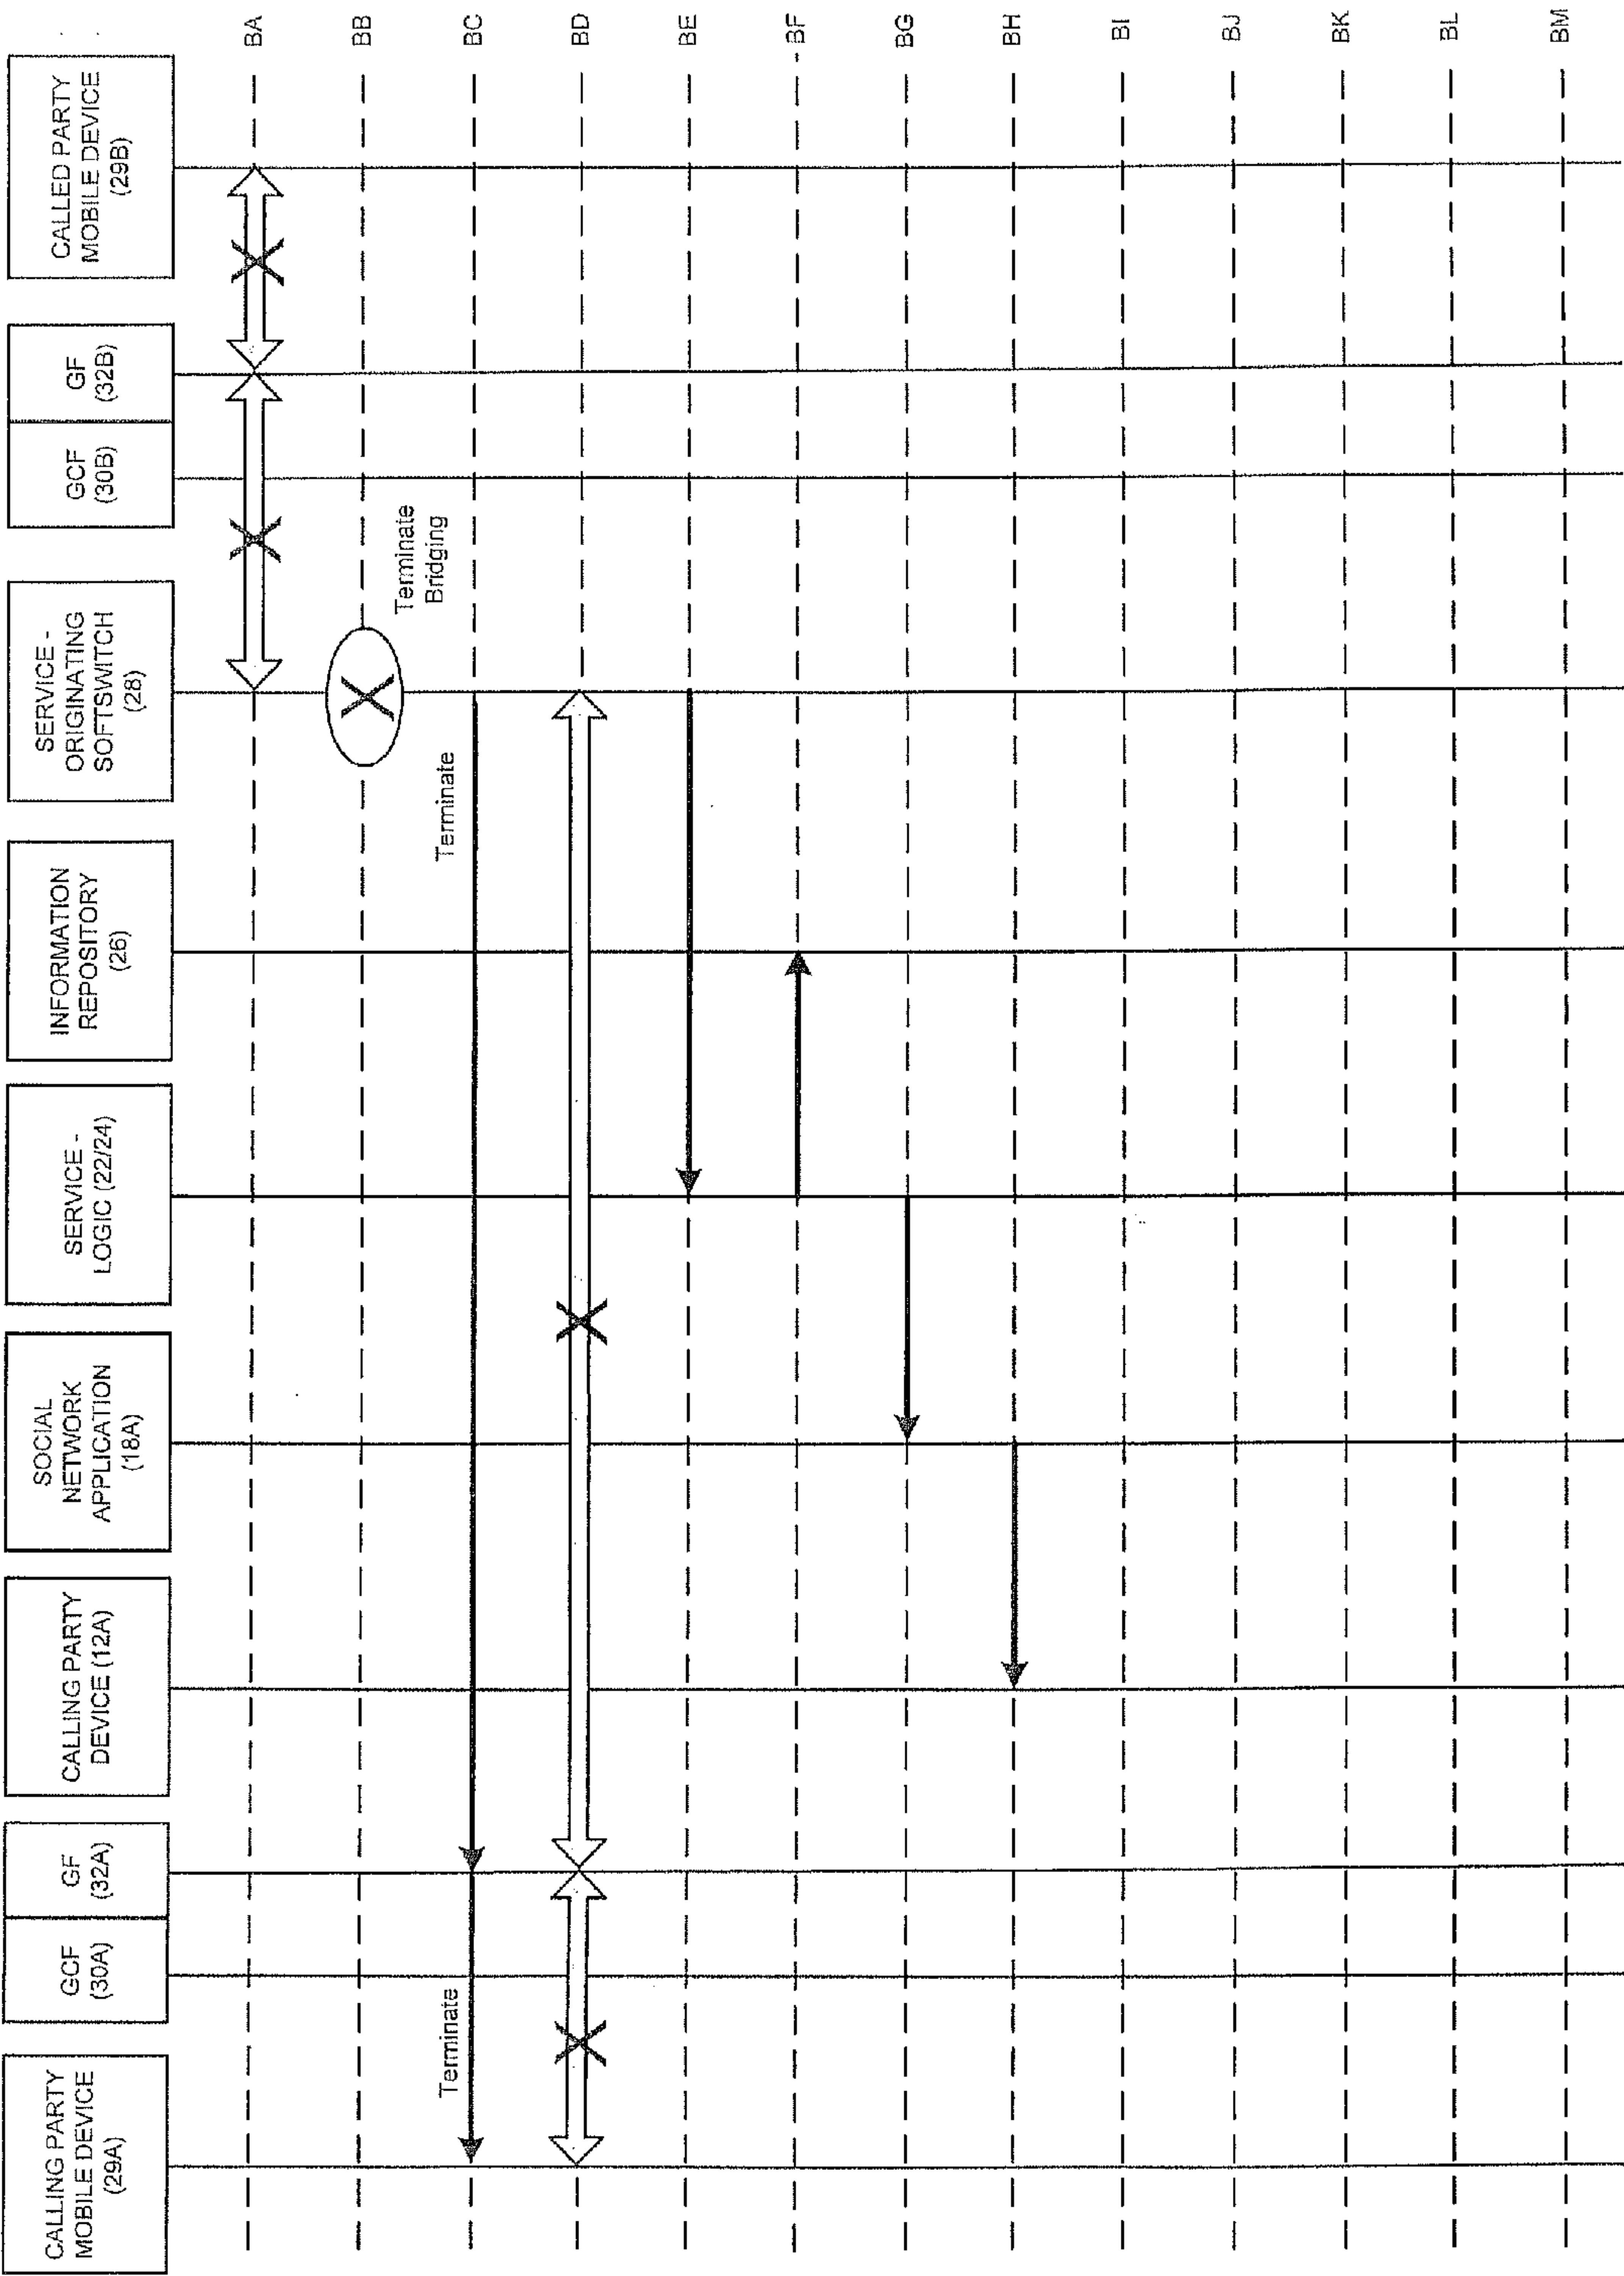 CALLING PARTY
MOBILE DEVICE
(29A)
GCF
(30A)
GF
(32A)
CALLING PARTY
DEVICE (12A)
SOCIAL
NETWORK
APPLICATION
(18A)
SERVICE -
LOGIC (22/24)
INFORMATION
REPOSITORY
(26)
SERVICE -
ORIGINATING
SOFTSWITCH
(28)
GCF
(30B)
GF
(32B)
CALLED PARTY
MOBILE DEVICE
(29B)
BA
BB
Terminate
Bridging
Terminate
Terminate
BC
BD
BE
BF
BG
BH
BI
BJ
BK
BL
BM